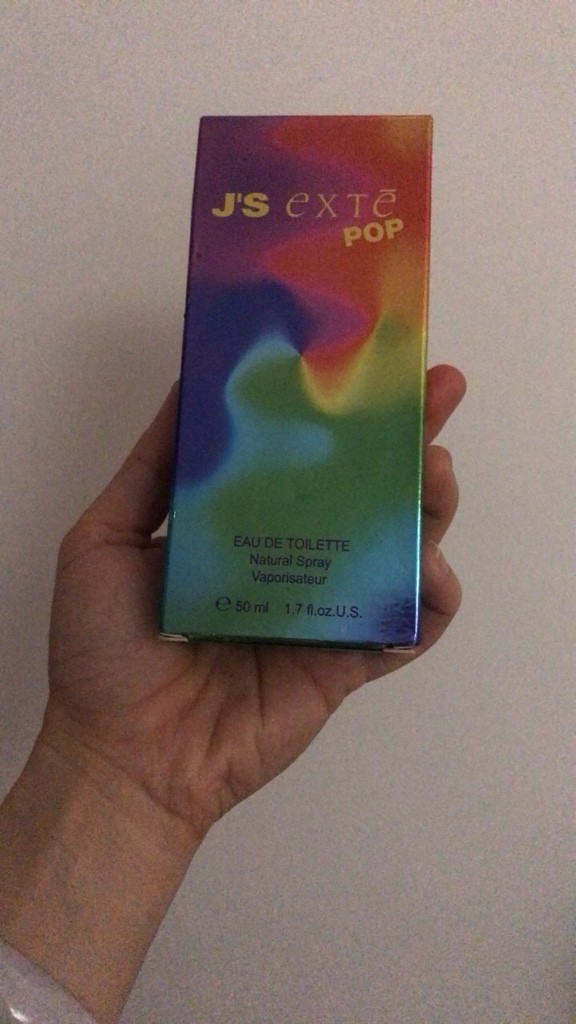 J'S eXTē
POP
EAU DE TOILETTE
Natural Spray
Vaporisateur
℮ 50 ml 1.7 fl.oz.U.S.